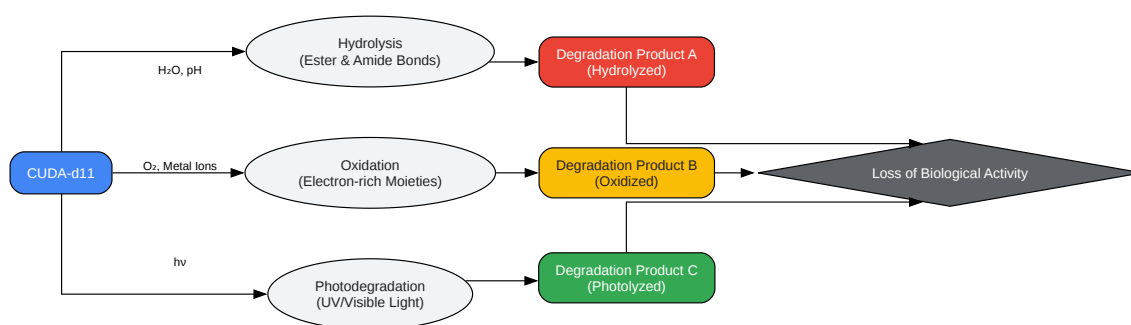 Hydrolysis
(Ester & Amide Bonds)
H₂O, pH
Degradation Product A
(Hydrolyzed)
CUDA-d11
O₂, Metal Ions
Oxidation
(Electron-rich Moieties)
Degradation Product B
(Oxidized)
Loss of Biological Activity
hν
Photodegradation
(UV/Visible Light)
Degradation Product C
(Photolyzed)